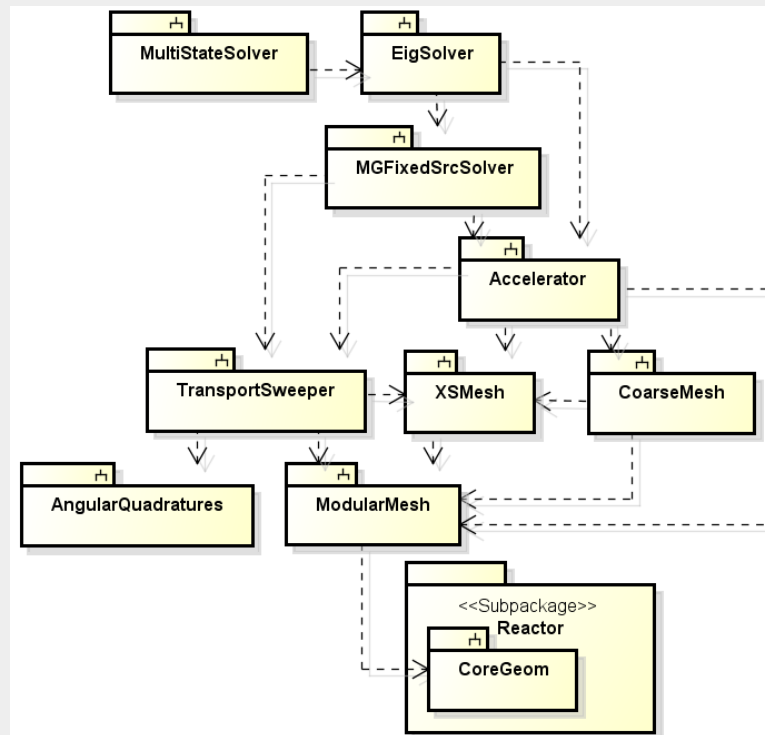 MultiStateSolver
EigSolver
MGFixedSrcSolver
Accelerator
TransportSweeper
XSMesh
CoarseMesh
AngularQuadratures
ModularMesh
<<Subpackage>>
Reactor
CoreGeom